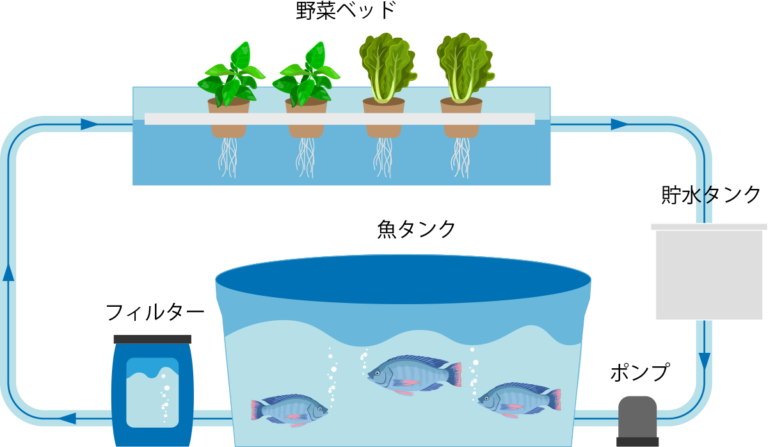 野菜ベッド
貯水タンク
魚タンク
フィルター
ポンプ